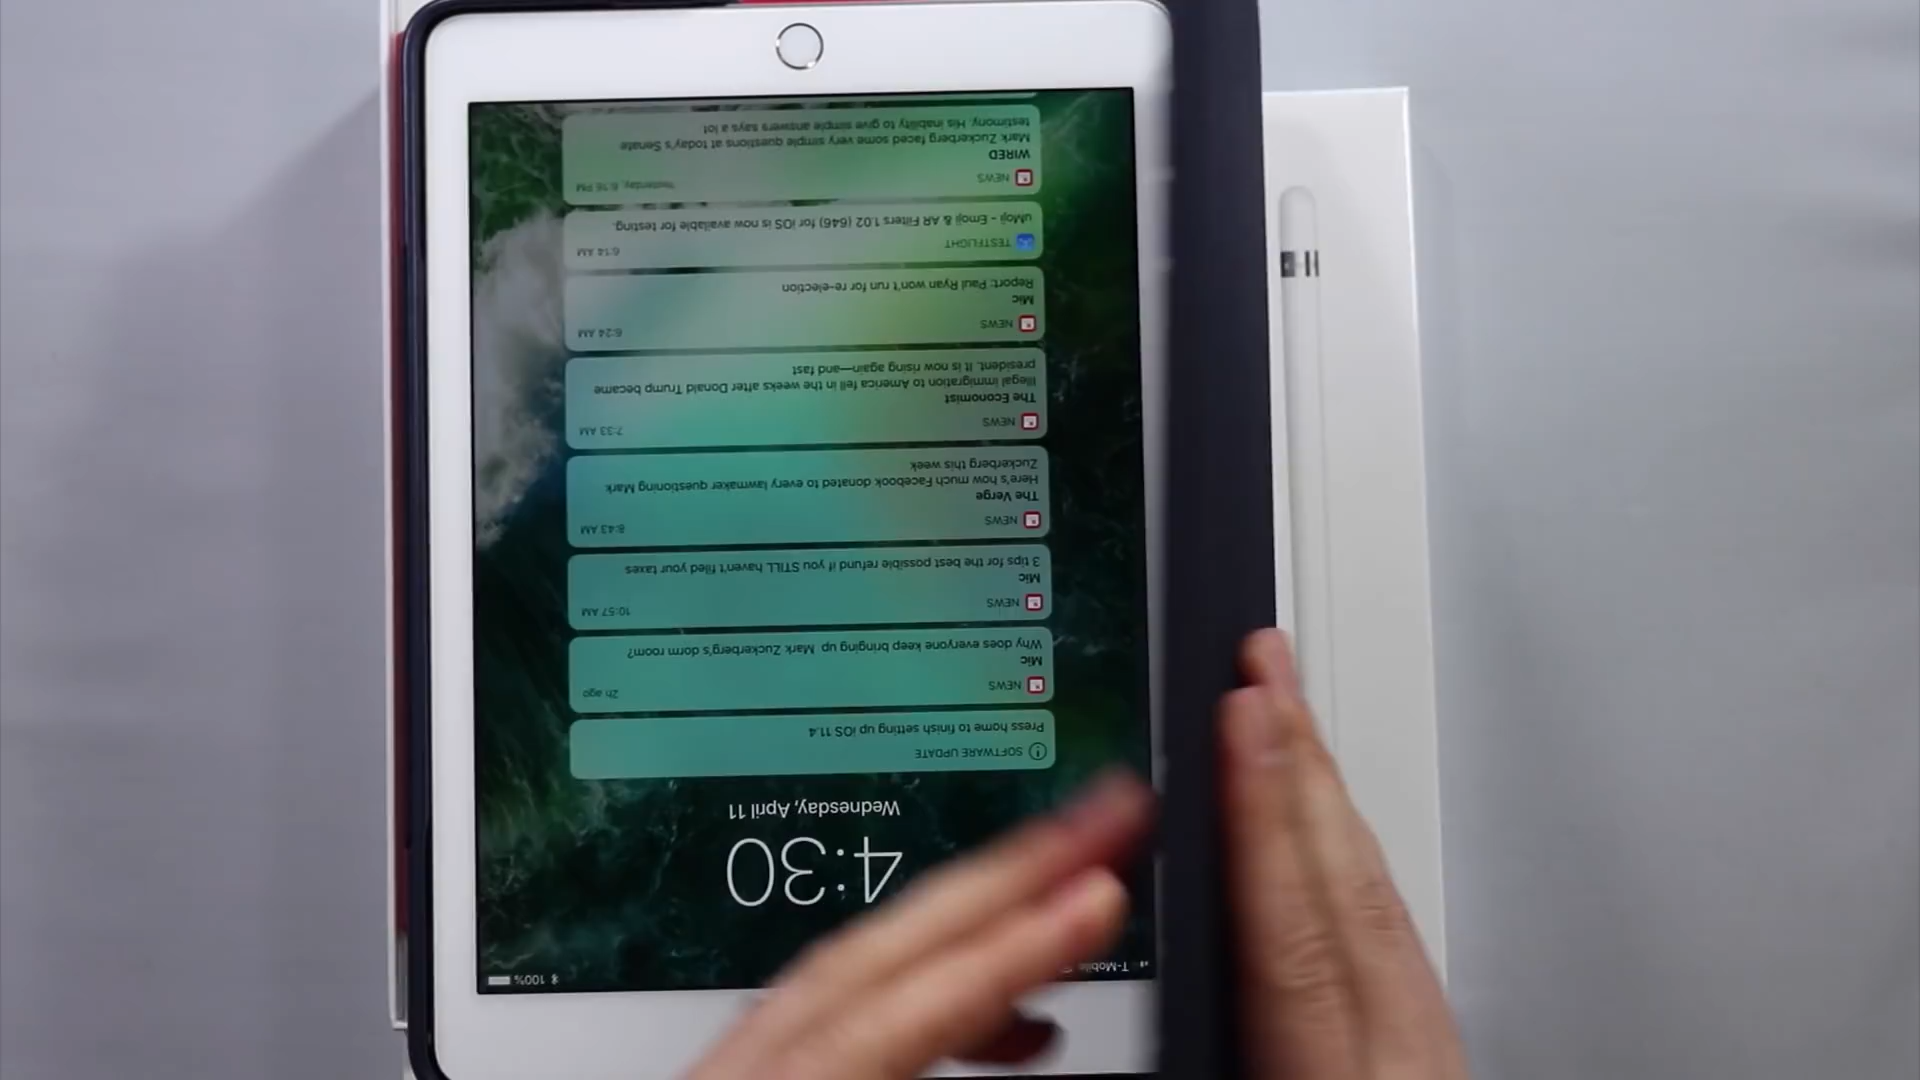 T-Mobile
100%
4:30
Wednesday, April 11
SOFTWARE UPDATE
Press home to finish setting up iOS 11.4
NEWS
2h ago
Mic
Why does everyone keep bringing up Mark Zuckerberg's dorm room?
NEWS
10:57 AM
Mic
3 tips for the best possible refund if you STILL haven't filed your taxes
NEWS
8:43 AM
The Verge
Here's how much Facebook donated to every lawmaker questioning Mark
Zuckerberg this week
NEWS
7:33 AM
The Economist
Illegal immigration to America fell in the weeks after Donald Trump became
president. It is now rising again—and fast
NEWS
6:24 AM
Mic
Report: Paul Ryan won't run for re-election
TESTFLIGHT
6:14 AM
uMoji - Emoji & AR Filters 1.02 (646) for iOS is now available for testing.
NEWS
Yesterday, 6:16 PM
WIRED
Mark Zuckerberg faced some very simple questions at today's Senate
testimony. His inability to give simple answers says a lot